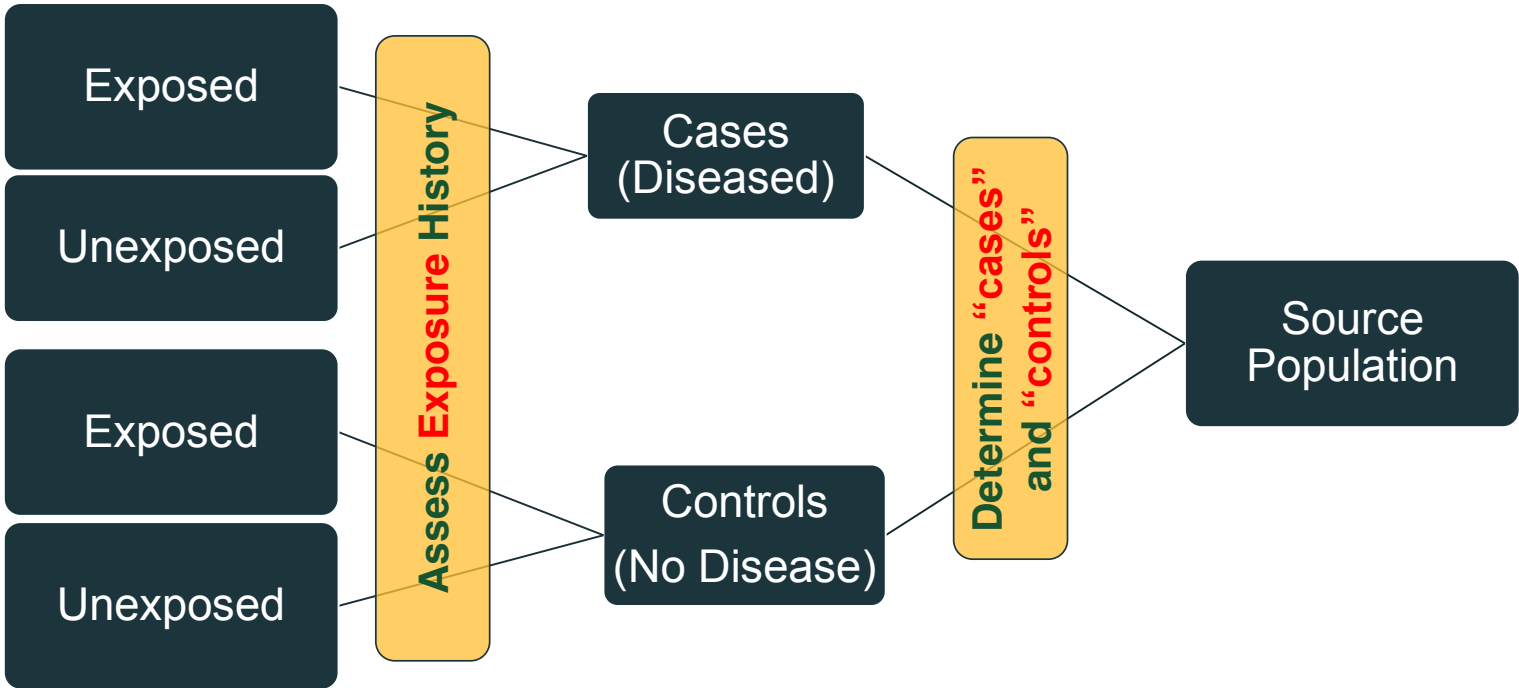 Exposed
Unexposed
Exposed
Unexposed
Assess Exposure History
Cases
(Diseased)
Controls
(No Disease)
Determine “cases”
and “controls”
Source
Population